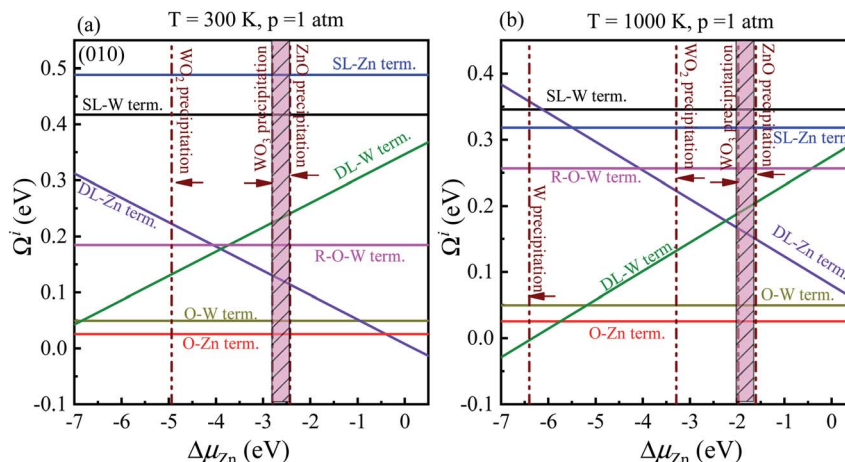 (a) T = 300 K, p =1 atm
(010)
0.5
0.4
0.3
0.2
0.1
0.0
-0.1
SL-Zn term.
SL-W term.
DL-W term.
DL-Zn term.
R-O-W term.
O-W term.
O-Zn term.
WO₂ precipitation
WO₃ precipitation
ZnO precipitation
-7 -6 -5 -4 -3 -2 -1 0
Δμ_Zn (eV)
Ωⁱ (eV)
(b) T = 1000 K, p =1 atm
0.4
0.3
0.2
0.1
0.0
-0.1
SL-W term.
SL-Zn term.
R-O-W term.
DL-W term.
DL-Zn term.
O-W term.
O-Zn term.
W precipitation
WO₂ precipitation
WO₃ precipitation
ZnO precipitation
-7 -6 -5 -4 -3 -2 -1 0
Δμ_Zn (eV)
Ωⁱ (eV)